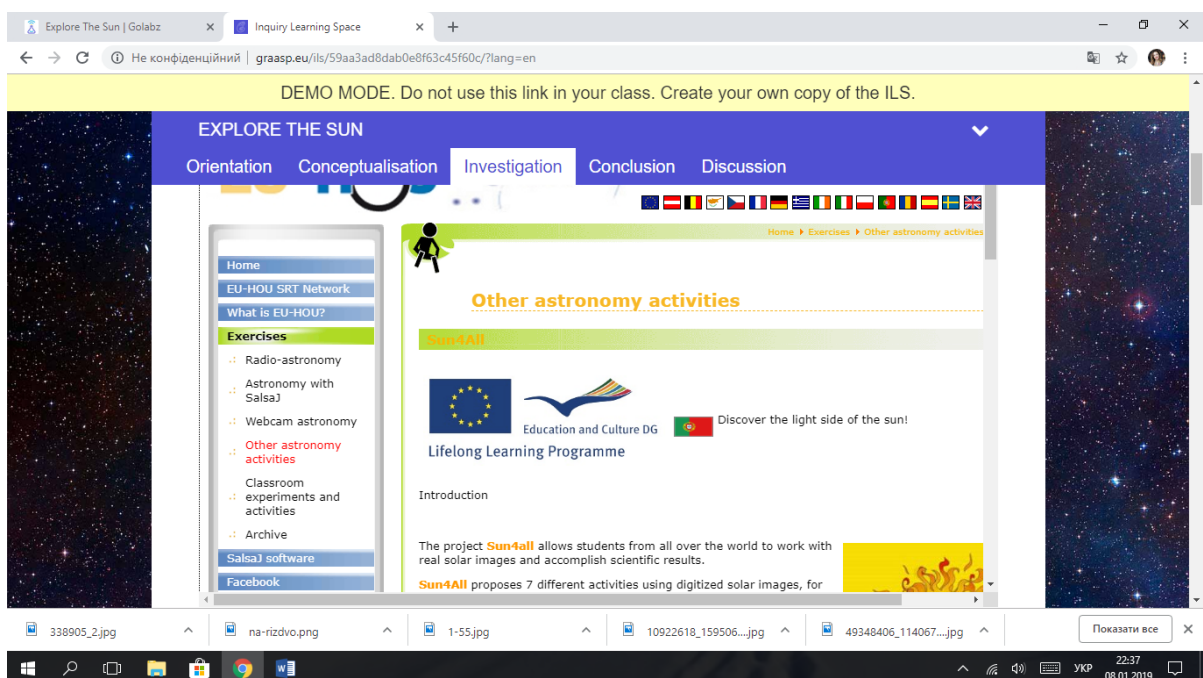 Explore The Sun | Golabz
Inquiry Learning Space
Не конфіденційний
graasp.eu/ils/59aa3ad8dab0e8f63c45f60c/?lang=en
DEMO MODE. Do not use this link in your class. Create your own copy of the ILS.
EXPLORE THE SUN
Orientation Conceptualisation Investigation Conclusion Discussion
Home Exercises Other astronomy activities
Home
EU-HOU SRT Network
What is EU-HOU?
Exercises
Radio-astronomy
Astronomy with
SalsaJ
Webcam astronomy
Other astronomy
activities
Classroom
experiments and
activities
Archive
SalsaJ software
Facebook
Other astronomy activities
Sun4All
Education and Culture DG
Lifelong Learning Programme
Discover the light side of the sun!
Introduction
The project Sun4all allows students from all over the world to work with
real solar images and accomplish scientific results.
Sun4All proposes 7 different activities using digitized solar images, for
338905_2.jpg
na-rizdvo.png
1-55.jpg
10922618_159506....jpg
49348406_114067....jpg
Показати все
УКР
22:37
08.01.2019